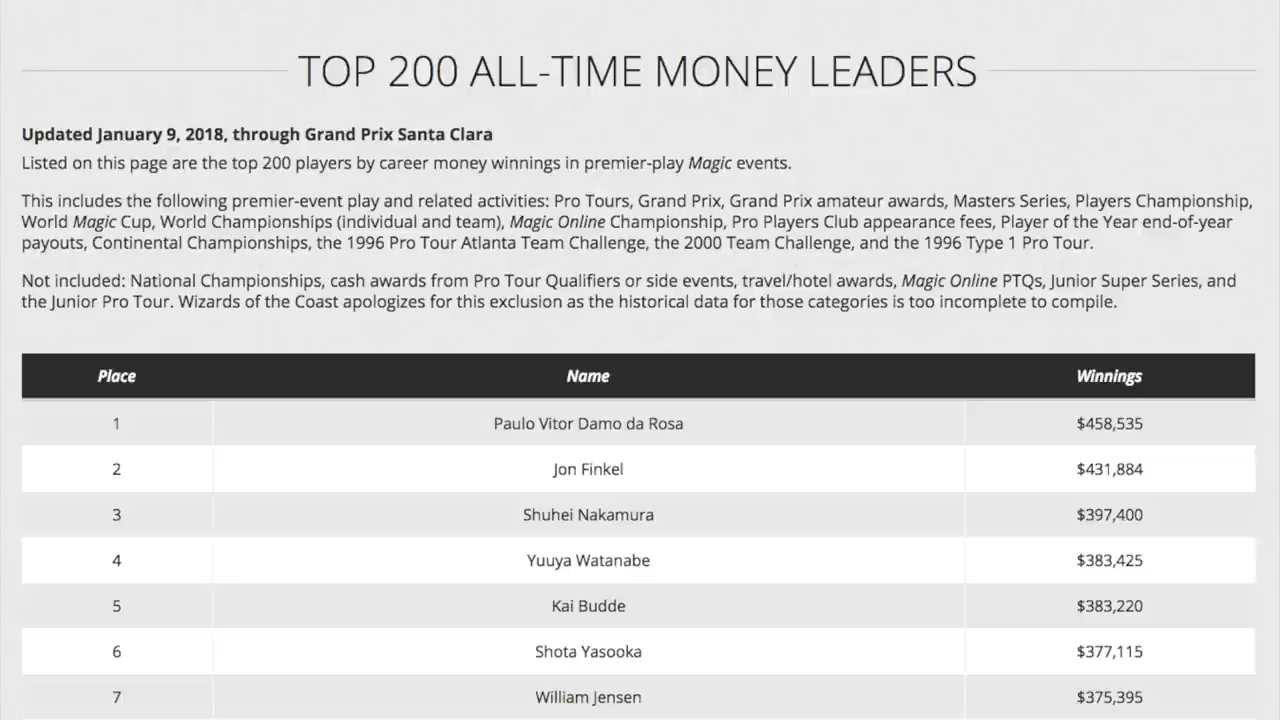 TOP 200 ALL-TIME MONEY LEADERS
Updated January 9, 2018, through Grand Prix Santa Clara
Listed on this page are the top 200 players by career money winnings in premier-play Magic events.
This includes the following premier-event play and related activities: Pro Tours, Grand Prix, Grand Prix amateur awards, Masters Series, Players Championship,
World Magic Cup, World Championships (individual and team), Magic Online Championship, Pro Players Club appearance fees, Player of the Year end-of-year
payouts, Continental Championships, the 1996 Pro Tour Atlanta Team Challenge, the 2000 Team Challenge, and the 1996 Type 1 Pro Tour.
Not included: National Championships, cash awards from Pro Tour Qualifiers or side events, travel/hotel awards, Magic Online PTQs, Junior Super Series, and
the Junior Pro Tour. Wizards of the Coast apologizes for this exclusion as the historical data for those categories is too incomplete to compile.
Place Name Winnings
1 Paulo Vitor Damo da Rosa $458,535
2 Jon Finkel $431,884
3 Shuhei Nakamura $397,400
4 Yuuya Watanabe $383,425
5 Kai Budde $383,220
6 Shota Yasooka $377,115
7 William Jensen $375,395